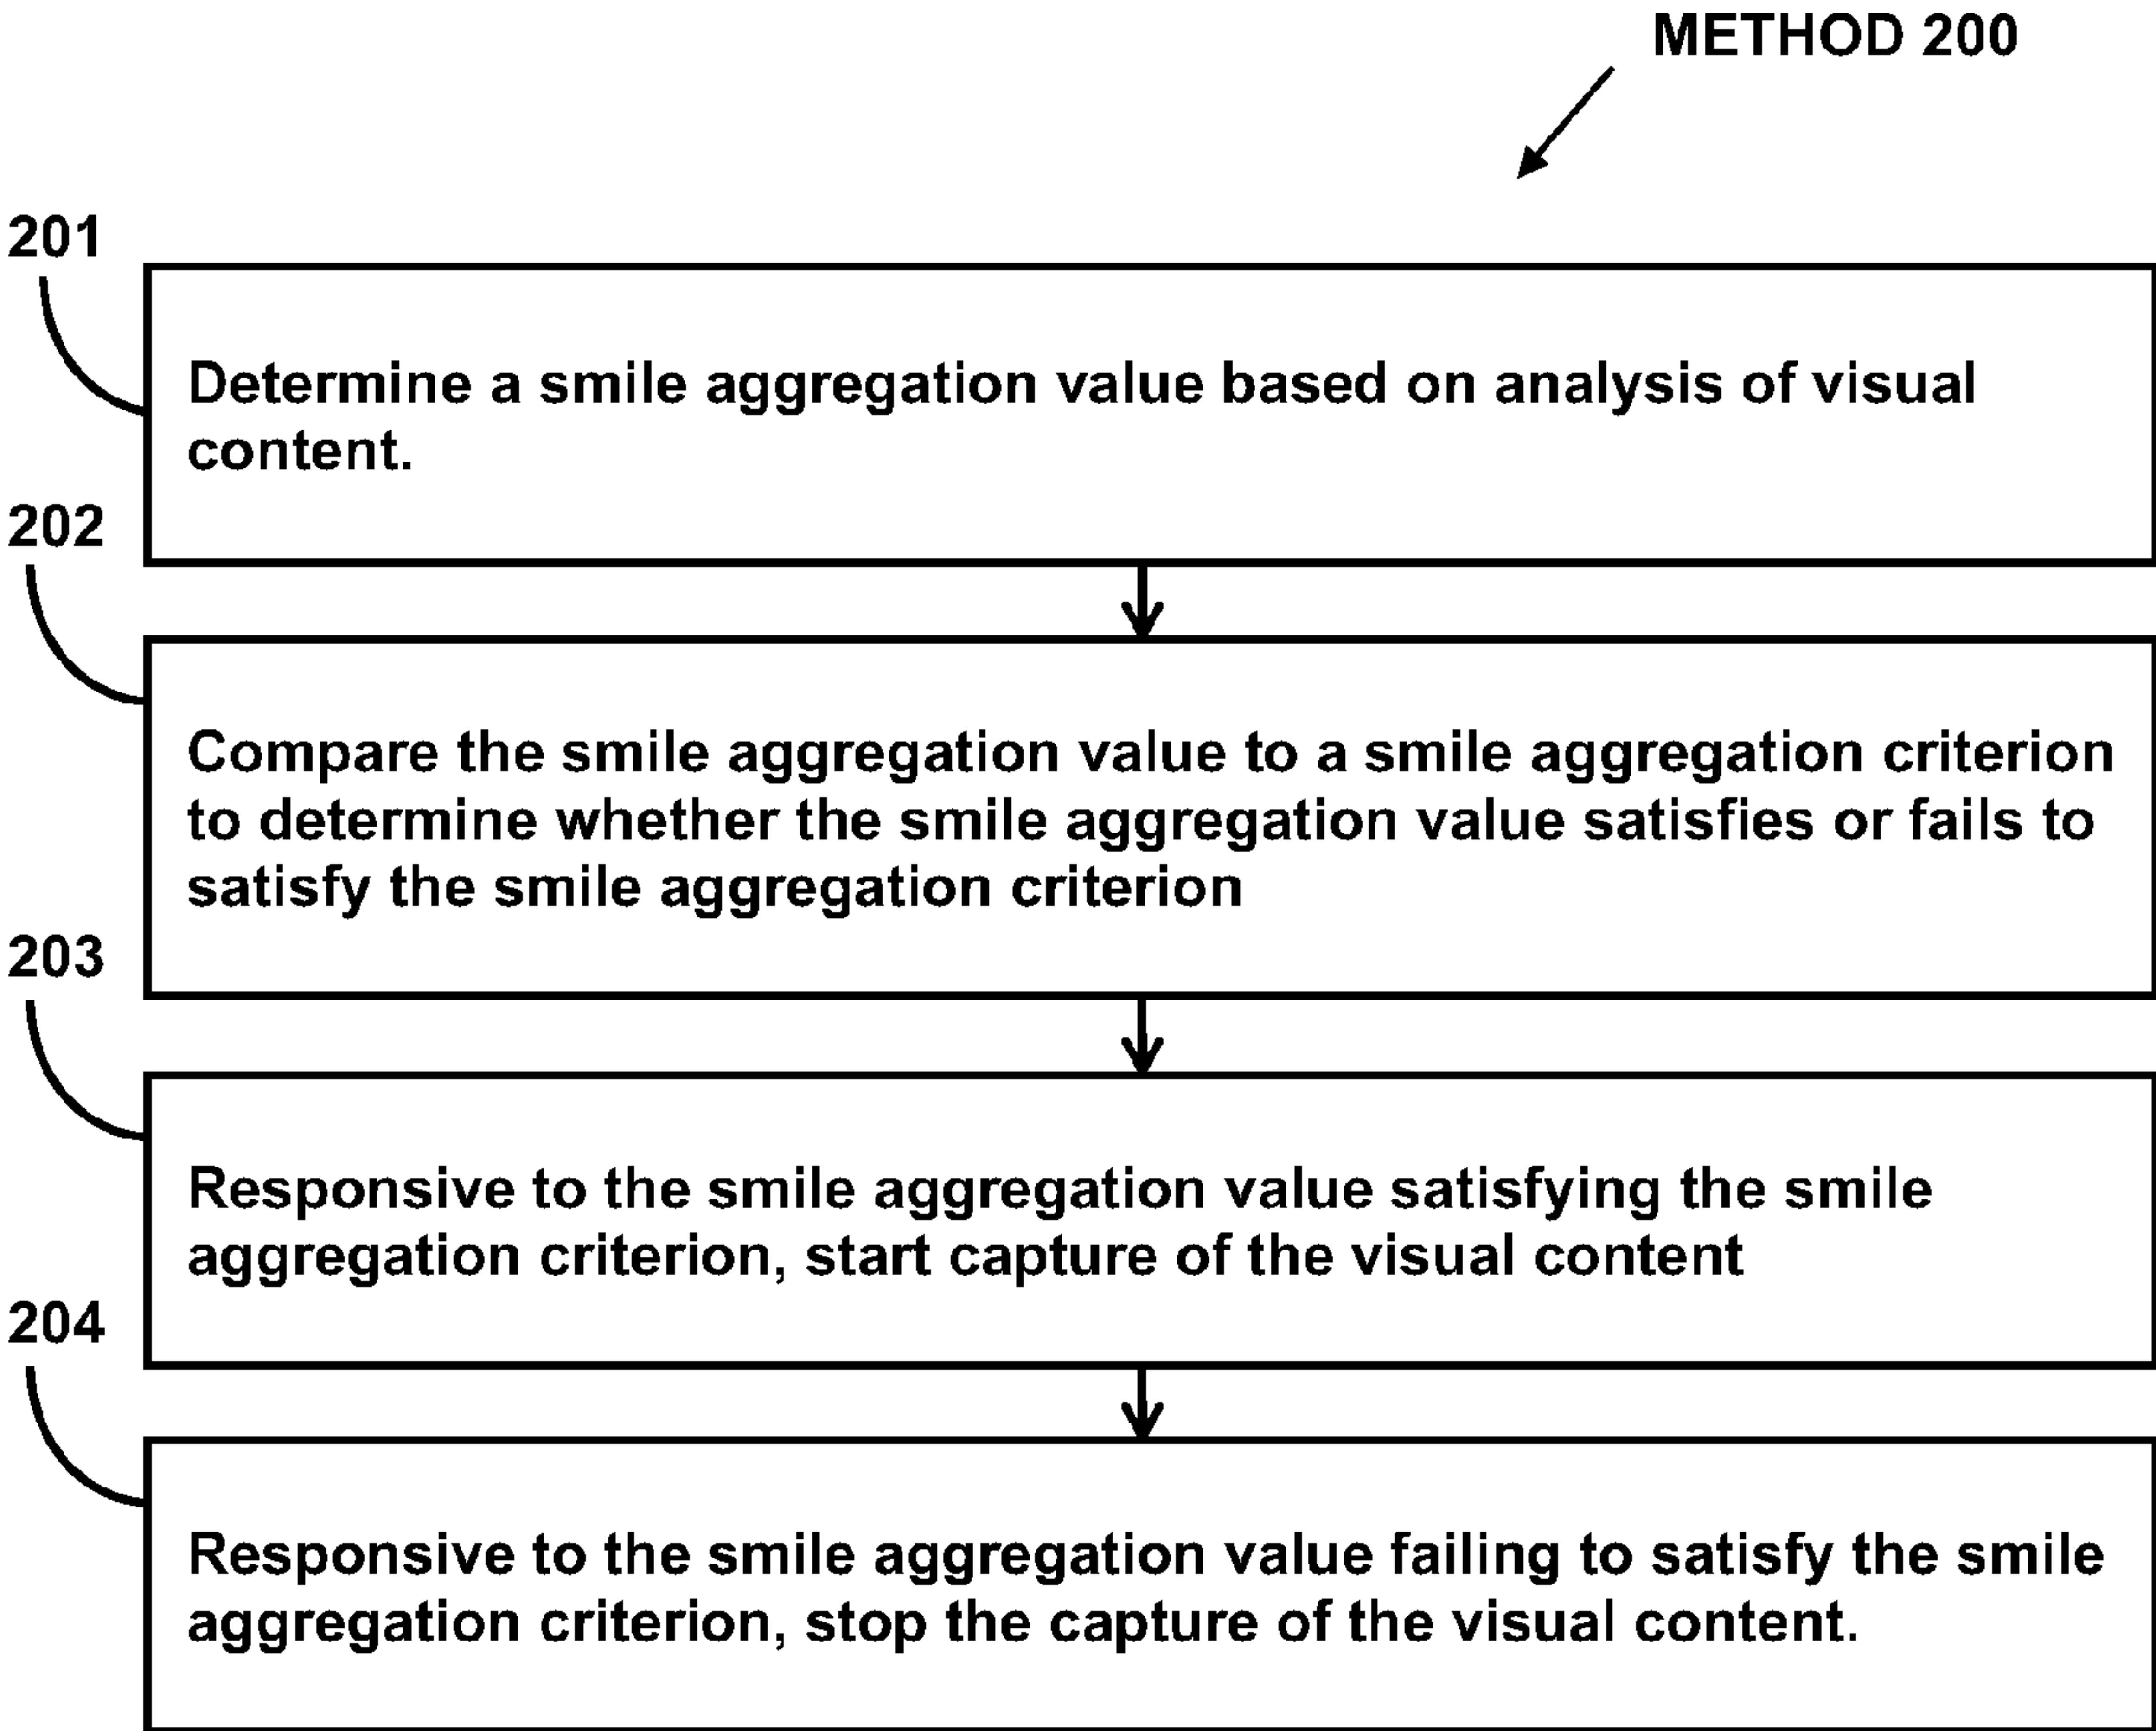 METHOD 200
201
Determine a smile aggregation value based on analysis of visual
content.
202
Compare the smile aggregation value to a smile aggregation criterion
to determine whether the smile aggregation value satisfies or fails to
satisfy the smile aggregation criterion
203
Responsive to the smile aggregation value satisfying the smile
aggregation criterion, start capture of the visual content
204
Responsive to the smile aggregation value failing to satisfy the smile
aggregation criterion, stop the capture of the visual content.